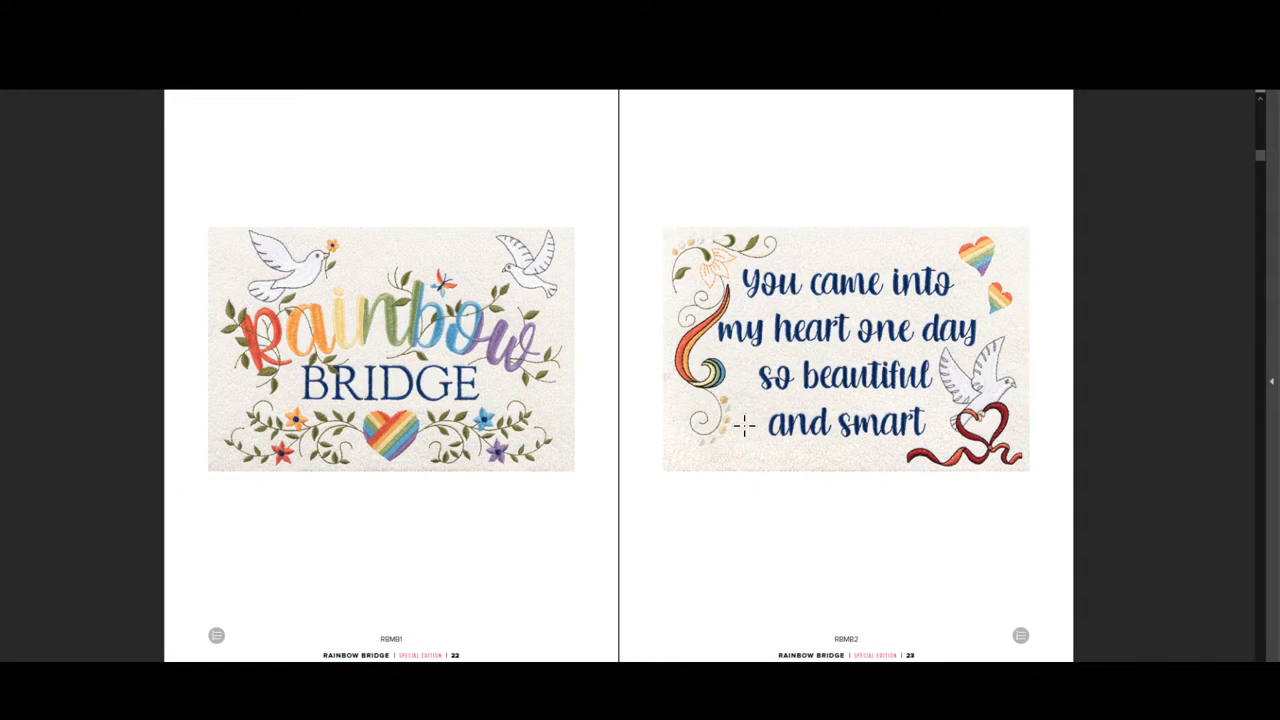 rainbow
BRIDGE
RBMB1
RAINBOW BRIDGE | SPECIAL EDITION | 22
You came into
my heart one day
so beautiful
and smart
RBMB2
RAINBOW BRIDGE | SPECIAL EDITION | 23